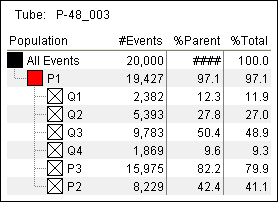 Tube: P-48_003
Population #Events %Parent %Total
All Events 20,000 #### 100.0
P1 19,427 97.1 97.1
Q1 2,382 12.3 11.9
Q2 5,393 27.8 27.0
Q3 9,783 50.4 48.9
Q4 1,869 9.6 9.3
P3 15,975 82.2 79.9
P2 8,229 42.4 41.1